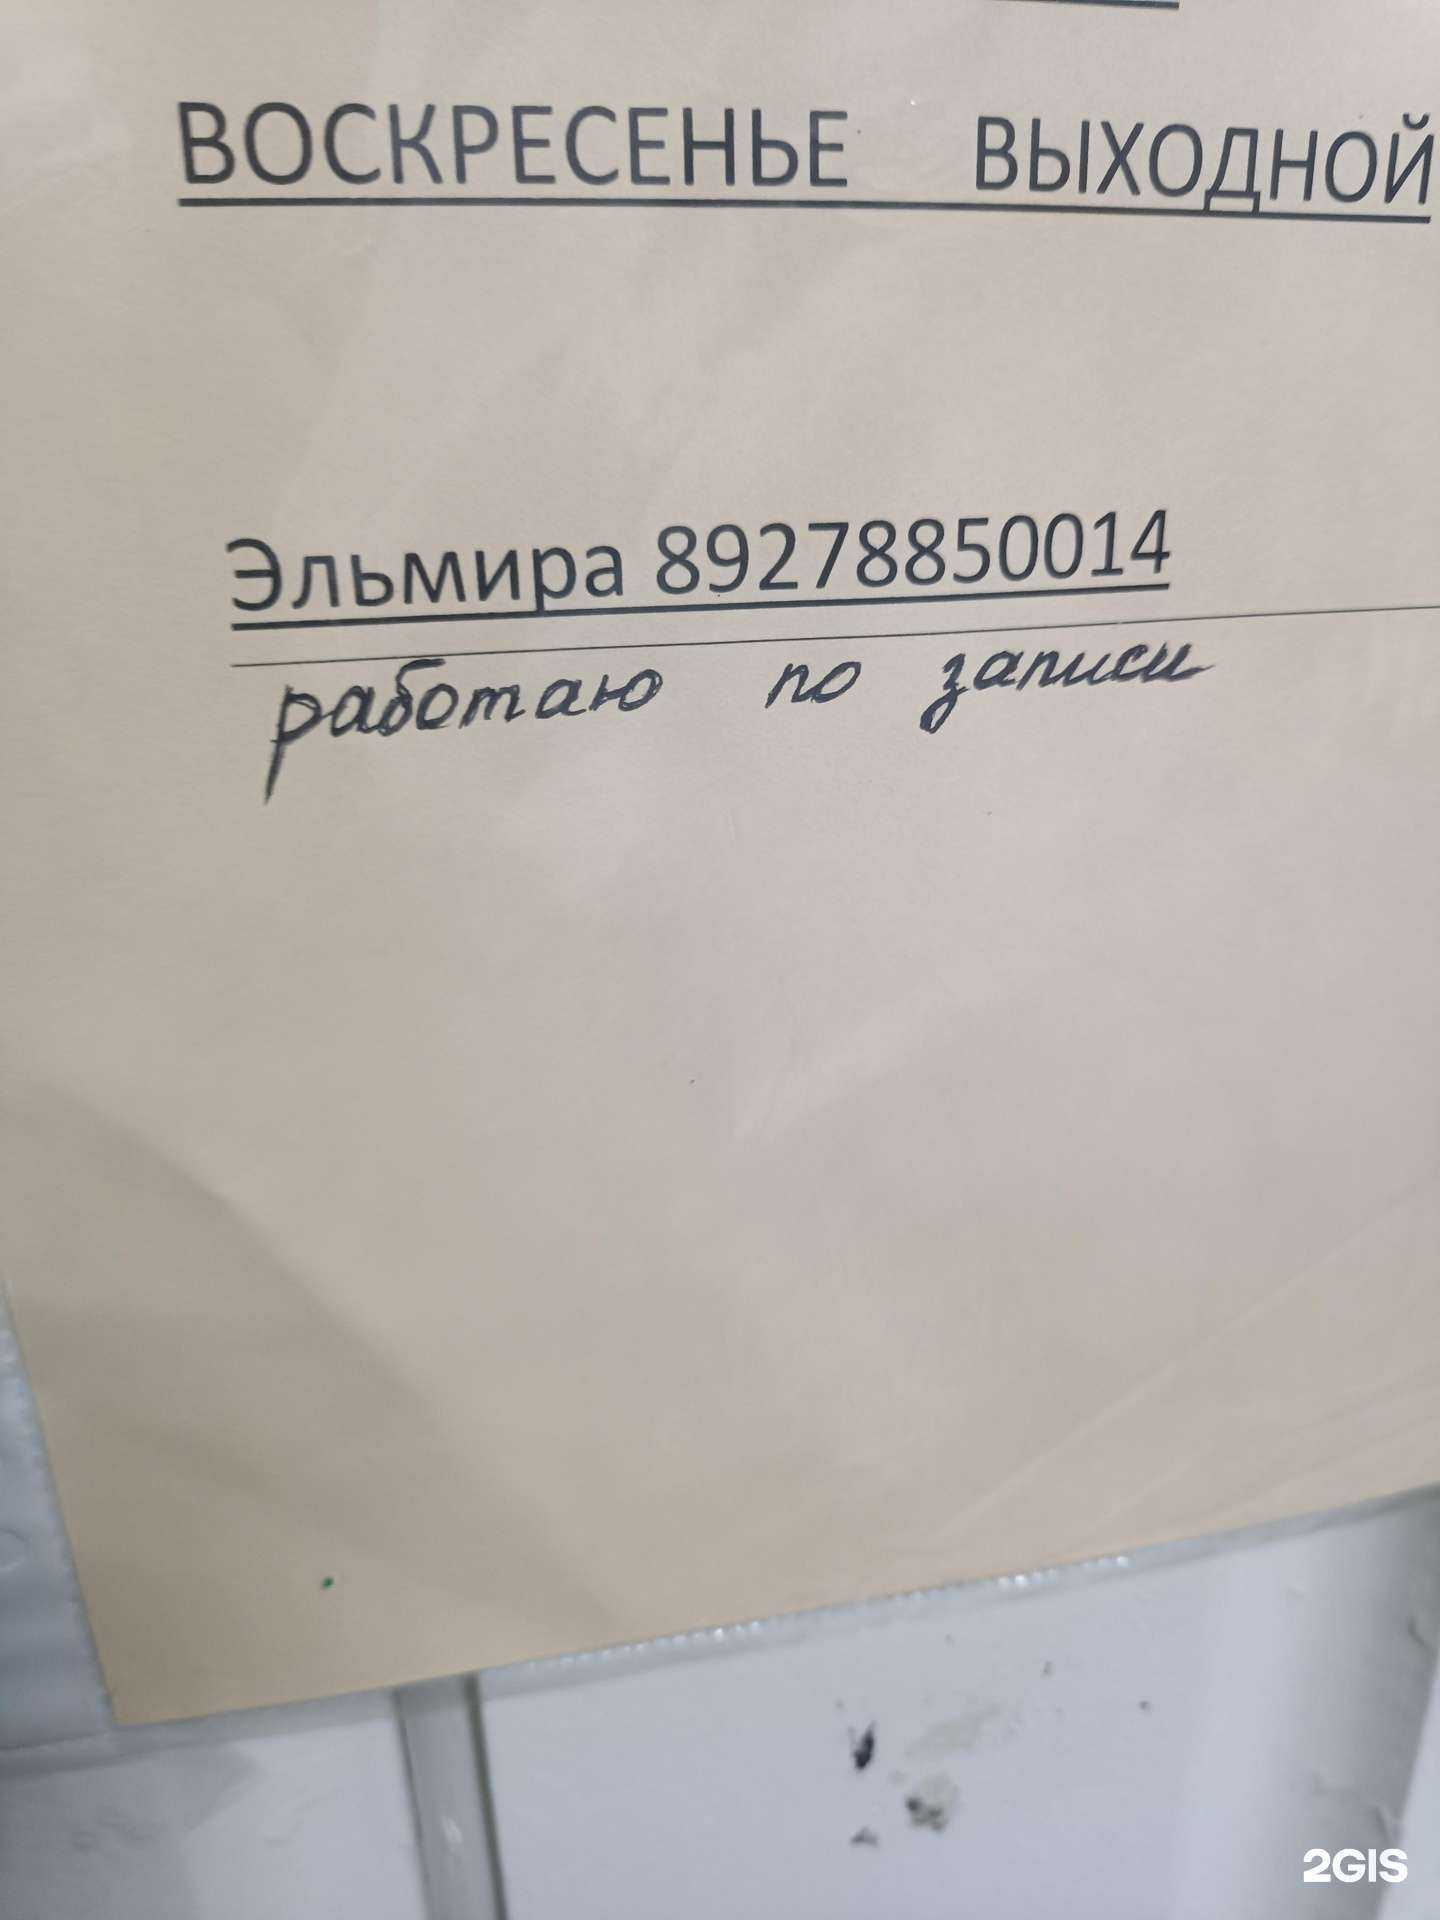 ВОСКРЕСЕНЬЕ ВЫХОДНОЙ
Эльмира 89278850014
работаю по записи
2GIS